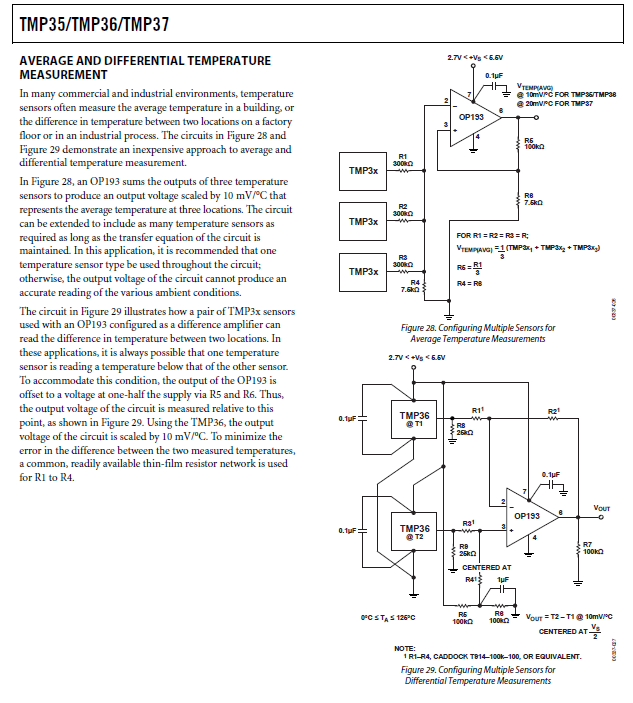 TMP35/TMP36/TMP37
AVERAGE AND DIFFERENTIAL TEMPERATURE
MEASUREMENT
In many commercial and industrial environments, temperature
sensors often measure the average temperature in a building, or
the difference in temperature between two locations on a factory
floor or in an industrial process. The circuits in Figure 28 and
Figure 29 demonstrate an inexpensive approach to average and
differential temperature measurement.
In Figure 28, an OP193 sums the outputs of three temperature
sensors to produce an output voltage scaled by 10 mV/°C that
represents the average temperature at three locations. The circuit
can be extended to include as many temperature sensors as
required as long as the transfer equation of the circuit is
maintained. In this application, it is recommended that one
temperature sensor type be used throughout the circuit;
otherwise, the output voltage of the circuit cannot produce an
accurate reading of the various ambient conditions.
The circuit in Figure 29 illustrates how a pair of TMP3x sensors
used with an OP193 configured as a difference amplifier can
read the difference in temperature between two locations. In
these applications, it is always possible that one temperature
sensor is reading a temperature below that of the other sensor.
To accommodate this condition, the output of the OP193 is
offset to a voltage at one-half the supply via R5 and R6. Thus,
the output voltage of the circuit is measured relative to this
point, as shown in Figure 29. Using the TMP36, the output
voltage of the circuit is scaled by 10 mV/°C. To minimize the
error in the difference between the two measured temperatures,
a common, readily available thin-film resistor network is used
for R1 to R4.
2.7V < +VS < 5.5V
0.1µF
VTEMP(AVG)
@ 10mV/°C FOR TMP35/TMP36
@ 20mV/°C FOR TMP37
7
2
–
OP193
6
3
+
4
R5
100kΩ
R1
300kΩ
TMP3x
R6
7.5kΩ
R2
300kΩ
TMP3x
FOR R1 = R2 = R3 = R;
VTEMP(AVG) = 1/3 (TMP3x1 + TMP3x2 + TMP3x3)
R3
300kΩ
TMP3x
R5 = R1/3
R4
7.5kΩ
R4 = R6
Figure 28. Configuring Multiple Sensors for
Average Temperature Measurements
2.7V < +VS < 5.5V
0.1µF
TMP36
@ T1
R1¹
R2¹
R8
25kΩ
0.1µF
7
2
–
OP193
6
VOUT
3
+
4
0.1µF
TMP36
@ T2
R3¹
R9
25kΩ
R7
100kΩ
CENTERED AT
R4¹
1µF
0°C ≤ TA ≤ 125°C
R5
100kΩ
R6
100kΩ
VOUT = T2 – T1 @ 10mV/°C
CENTERED AT VS/2
NOTE:
¹ R1–R4, CADDOCK T914–100k–100, OR EQUIVALENT.
Figure 29. Configuring Multiple Sensors for
Differential Temperature Measurements